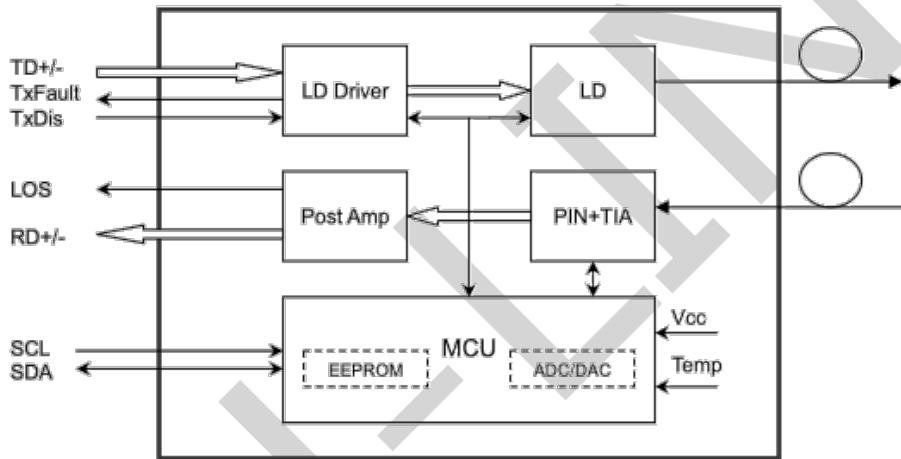 TD+/-
TxFault
TxDis
LD Driver
LD
LOS
RD+/-
Post Amp
PIN+TIA
SCL
SDA
MCU
EEPROM
ADC/DAC
Vcc
Temp